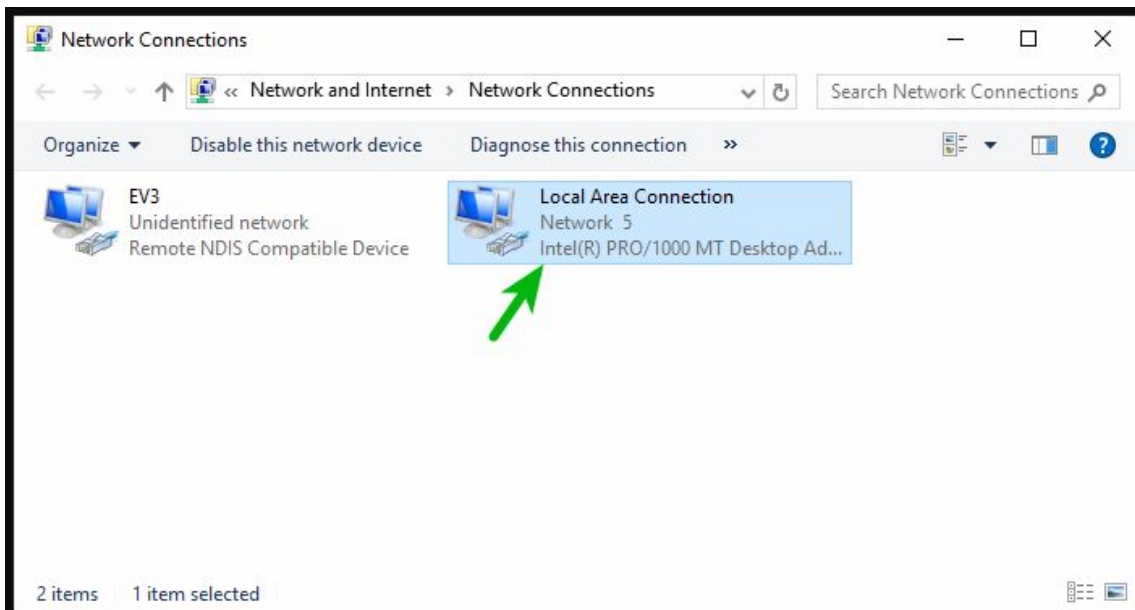 Network Connections
« Network and Internet › Network Connections
Search Network Connections
Organize
Disable this network device
Diagnose this connection
»
EV3
Unidentified network
Remote NDIS Compatible Device
Local Area Connection
Network 5
Intel(R) PRO/1000 MT Desktop Ad...
2 items
1 item selected